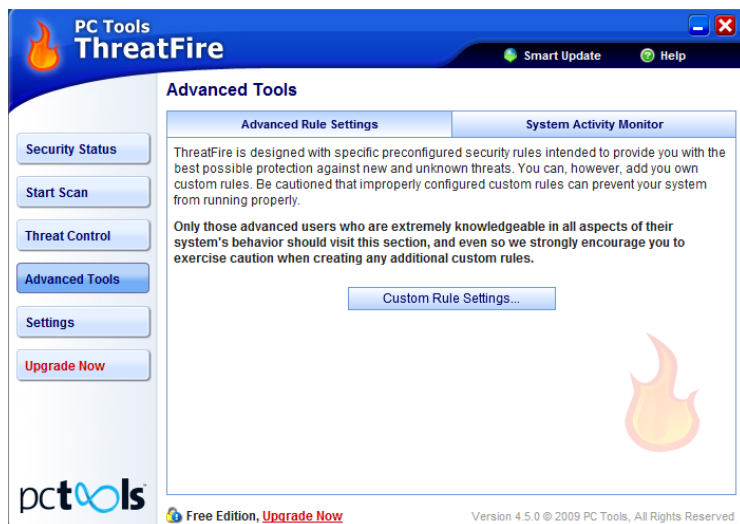 PC Tools
ThreatFire
Smart Update
Help
Advanced Tools
Advanced Rule Settings
System Activity Monitor
Security Status
Start Scan
Threat Control
Advanced Tools
Settings
Upgrade Now
ThreatFire is designed with specific preconfigured security rules intended to provide you with the
best possible protection against new and unknown threats. You can, however, add you own
custom rules. Be cautioned that improperly configured custom rules can prevent your system
from running properly.
Only those advanced users who are extremely knowledgeable in all aspects of their
system's behavior should visit this section, and even so we strongly encourage you to
exercise caution when creating any additional custom rules.
Custom Rule Settings...
pctools
Free Edition, Upgrade Now
Version 4.5.0 © 2009 PC Tools, All Rights Reserved